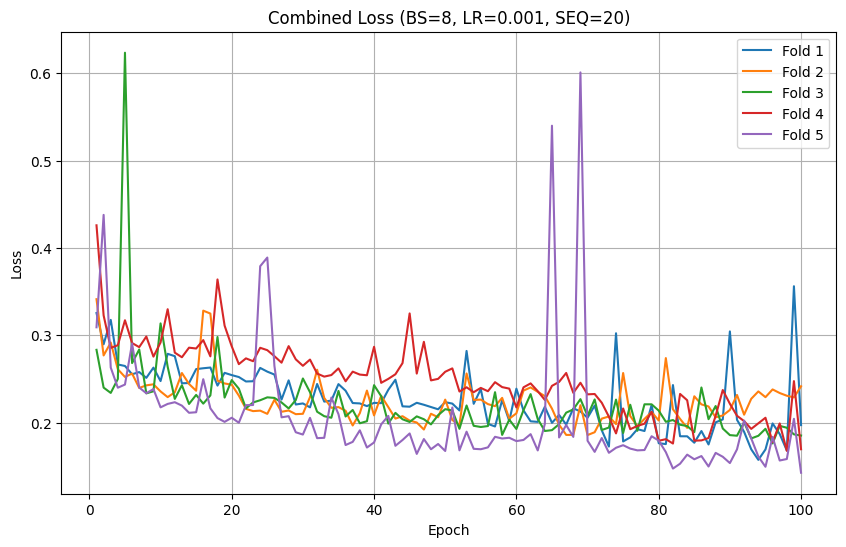 Combined Loss (BS=8, LR=0.001, SEQ=20)
Fold 1
Fold 2
Fold 3
Fold 4
Fold 5
Loss
0.6
0.5
0.4
0.3
0.2
0 20 40 60 80 100
Epoch